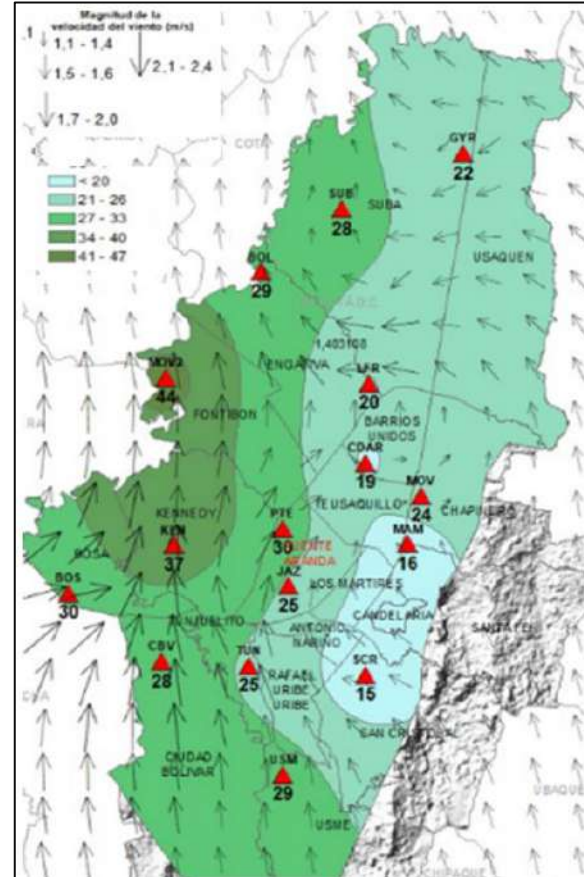 Magnitud de la
velocidad del viento (m/s)
1,1 - 1,4
1,5 - 1,6
2,1 - 2,4
1,7 - 2,0
< 20
21 - 26
27 - 33
34 - 40
41 - 47
COTA
GYR
22
SUB
SUBA
28
USAQUEN
BOL
29
ENGATIVA
MOV2
44
LFR
20
FONTIBON
BARRIOS
UNIDOS
CDAR
19
TEUSAQUILLO
MOV
24
CHAPINERO
KENNEDY
PTE
30
KEN
37
MAM
16
PUENTE
ARANDA
BOSA
JAZ
25
LOS MARTIRES
BOS
30
CANDELARIA
TUNJUELITO
ANTONIO
NARIÑO
SANTA FE
CBV
28
TUN
25
RAFAEL
URIBE
URIBE
SCR
15
SAN CRISTOBAL
CIUDAD
BOLIVAR
USM
29
USME
CHIPAQUE